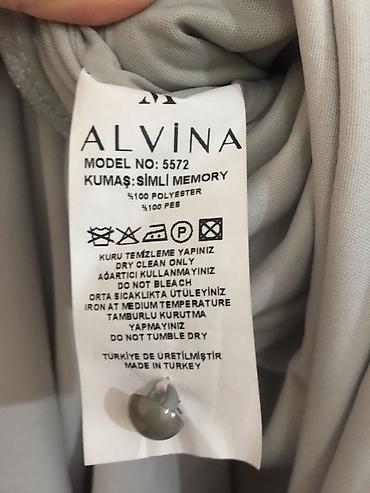 M
ALVİNA
MODEL NO: 5572
KUMAŞ:SİMLİ MEMORY
%100 POLYESTER
%100 PES
P
KURU TEMİZLEME YAPINIZ
DRY CLEAN ONLY
AĞARTICI KULLANMAYINIZ
DO NOT BLEACH
ORTA SICAKLIKTA ÜTÜLEYİNİZ
IRON AT MEDIUM TEMPERATURE
TAMBURLU KURUTMA
YAPMAYINIZ
DO NOT TUMBLE DRY
TÜRKİYE DE ÜRETİLMİŞTİR
MADE IN TURKEY